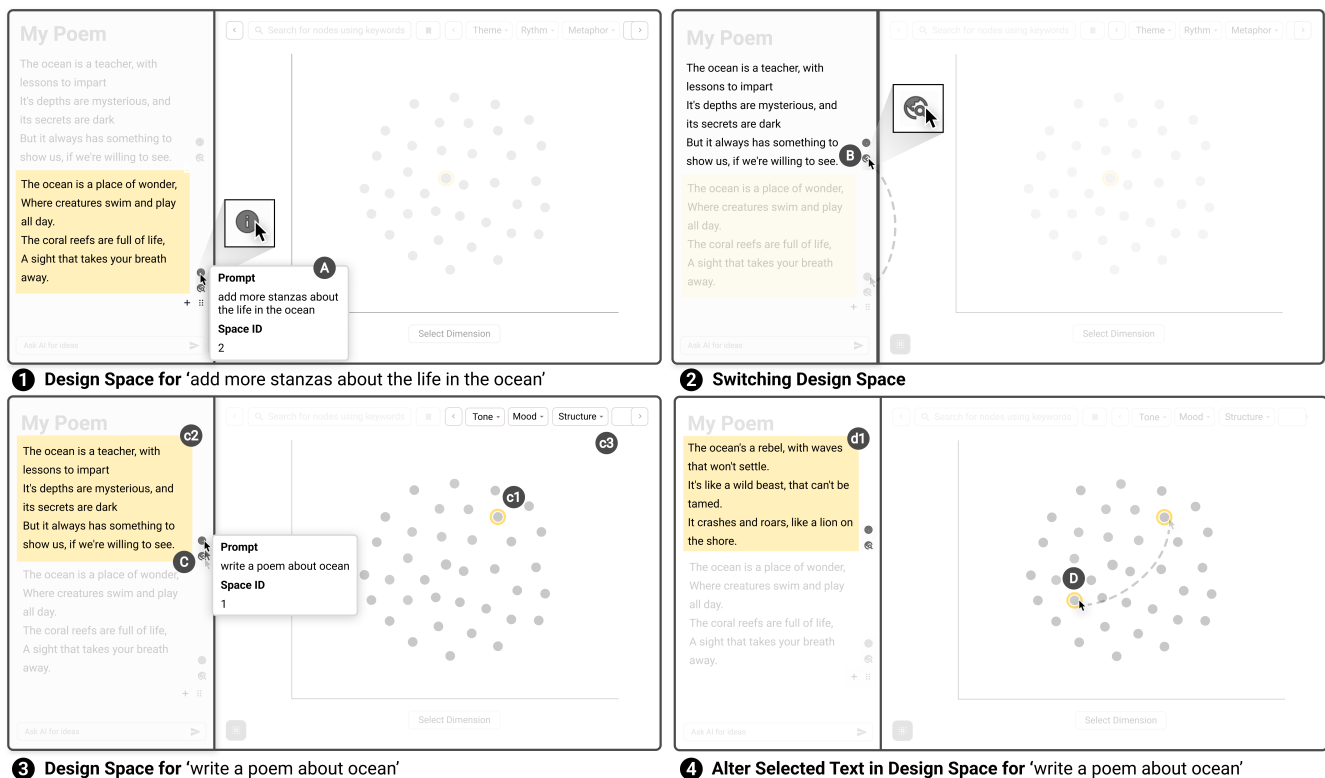 My Poem
The ocean is a teacher, with
lessons to impart
It's depths are mysterious, and
its secrets are dark
But it always has something to
show us, if we're willing to see.
The ocean is a place of wonder,
Where creatures swim and play
all day.
The coral reefs are full of life,
A sight that takes your breath
away.
Ask AI for ideas
Search for nodes using keywords
Theme
Rythm
Metaphor
i
A
Prompt
add more stanzas about
the life in the ocean
Space ID
2
Select Dimension
1 Design Space for 'add more stanzas about the life in the ocean'
My Poem
The ocean is a teacher, with
lessons to impart
It's depths are mysterious, and
its secrets are dark
But it always has something to
show us, if we're willing to see.
B
The ocean is a place of wonder,
Where creatures swim and play
all day.
The coral reefs are full of life,
A sight that takes your breath
away.
Ask AI for ideas
Search for nodes using keywords
Theme
Rythm
Metaphor
Select Dimension
2 Switching Design Space
My Poem
c2
The ocean is a teacher, with
lessons to impart
It's depths are mysterious, and
its secrets are dark
But it always has something to
show us, if we're willing to see.
C
The ocean is a place of wonder,
Where creatures swim and play
all day.
The coral reefs are full of life,
A sight that takes your breath
away.
Ask AI for ideas
Search for nodes using keywords
Tone
Mood
Structure
c3
c1
Prompt
write a poem about ocean
Space ID
1
Select Dimension
3 Design Space for 'write a poem about ocean'
My Poem
d1
The ocean's a rebel, with waves
that won't settle.
It's like a wild beast, that can't be
tamed.
It crashes and roars, like a lion on
the shore.
The ocean is a place of wonder,
Where creatures swim and play
all day.
The coral reefs are full of life,
A sight that takes your breath
away.
Ask AI for ideas
Search for nodes using keywords
Tone
Mood
Structure
D
Select Dimension
4 Alter Selected Text in Design Space for 'write a poem about ocean'